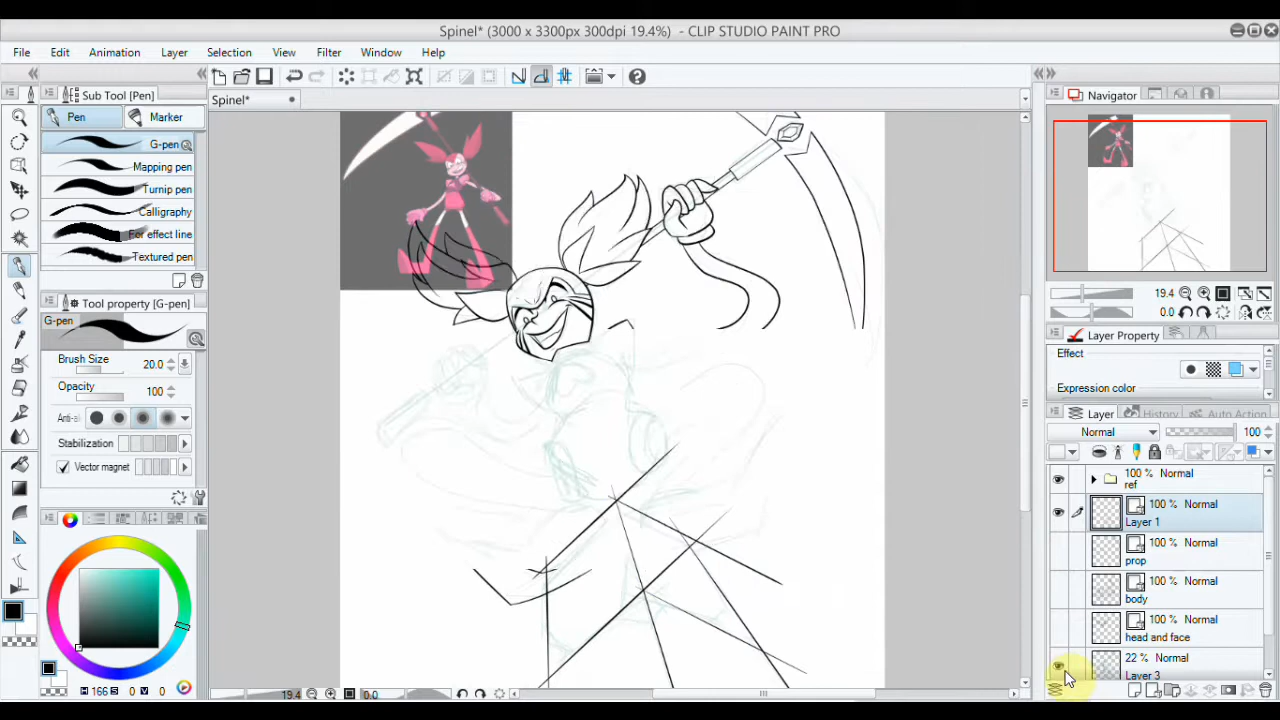 Spinel* (3000 x 3300px 300dpi 19.4%) - CLIP STUDIO PAINT PRO
File Edit Animation Layer Selection View Filter Window Help
Sub Tool [Pen]
Spinel*
Navigator
Pen Marker
G-pen
Mapping pen
Turnip pen
Calligraphy
For effect line
Textured pen
19.4
0.0
Tool property [G-pen]
G-pen
Layer Property
Effect
Brush Size 20.0
Expression color
Opacity 100
Layer History Auto Action
Anti-
Normal 100
Stabilization
Vector magnet
100 % Normal
ref
100 % Normal
Layer 1
100 % Normal
prop
100 % Normal
body
100 % Normal
head and face
22 % Normal
Layer 3
H 166 S 0 V 0
19.4 0.0